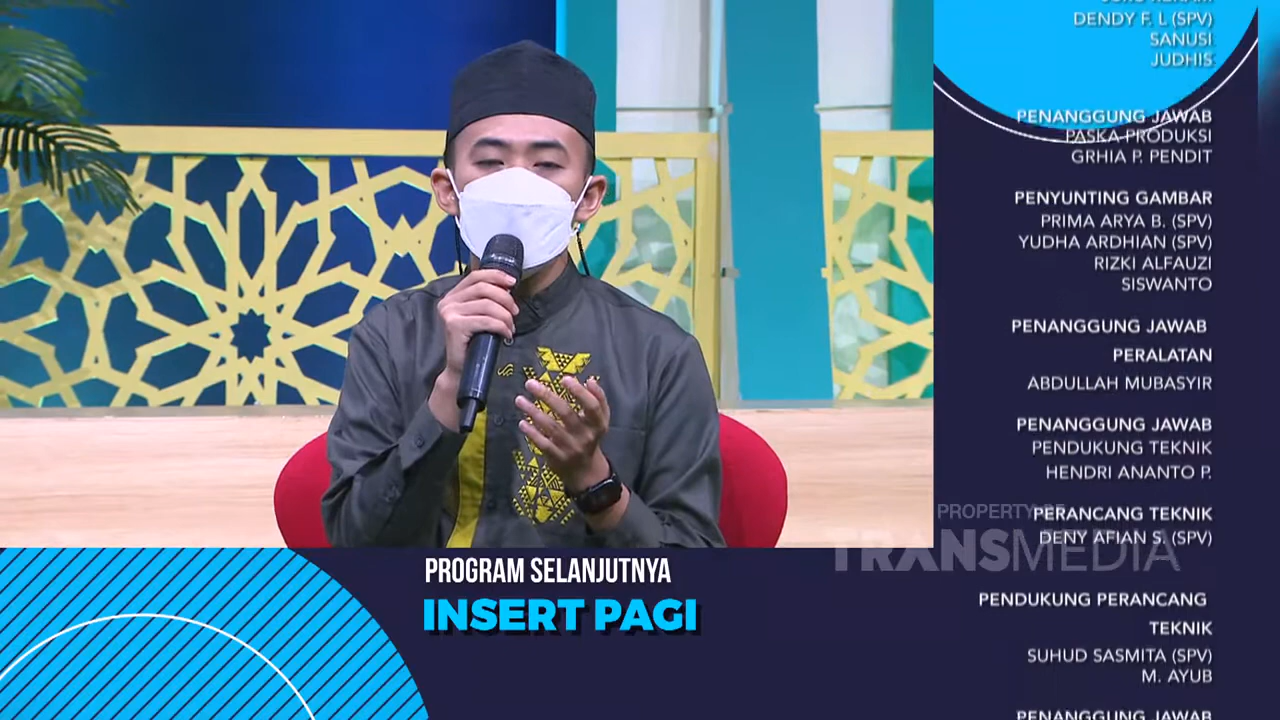 DENDY F. L (SPV)
SANUSI
JUDHIS
PENANGGUNG JAWAB
PASKA PRODUKSI
GRHIA P. PENDIT
PENYUNTING GAMBAR
PRIMA ARYA B. (SPV)
YUDHA ARDHIAN (SPV)
RIZKI ALFAUZI
SISWANTO
PENANGGUNG JAWAB
PERALATAN
ABDULLAH MUBASYIR
PENANGGUNG JAWAB
PENDUKUNG TEKNIK
HENDRI ANANTO P.
PROPERTY
PERANCANG TEKNIK
DENY AFIAN S. (SPV)
TRANSMEDIA
PENDUKUNG PERANCANG
TEKNIK
SUHUD SASMITA (SPV)
M. AYUB
PENANGGUNG JAWAB
PROGRAM SELANJUTNYA
INSERT PAGI